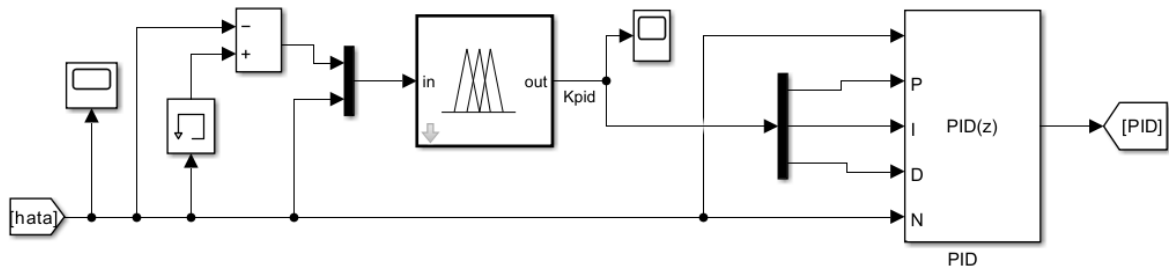 −
+
in
out
Kpid
P
I
PID(z)
[PID]
D
[hata]
N
PID